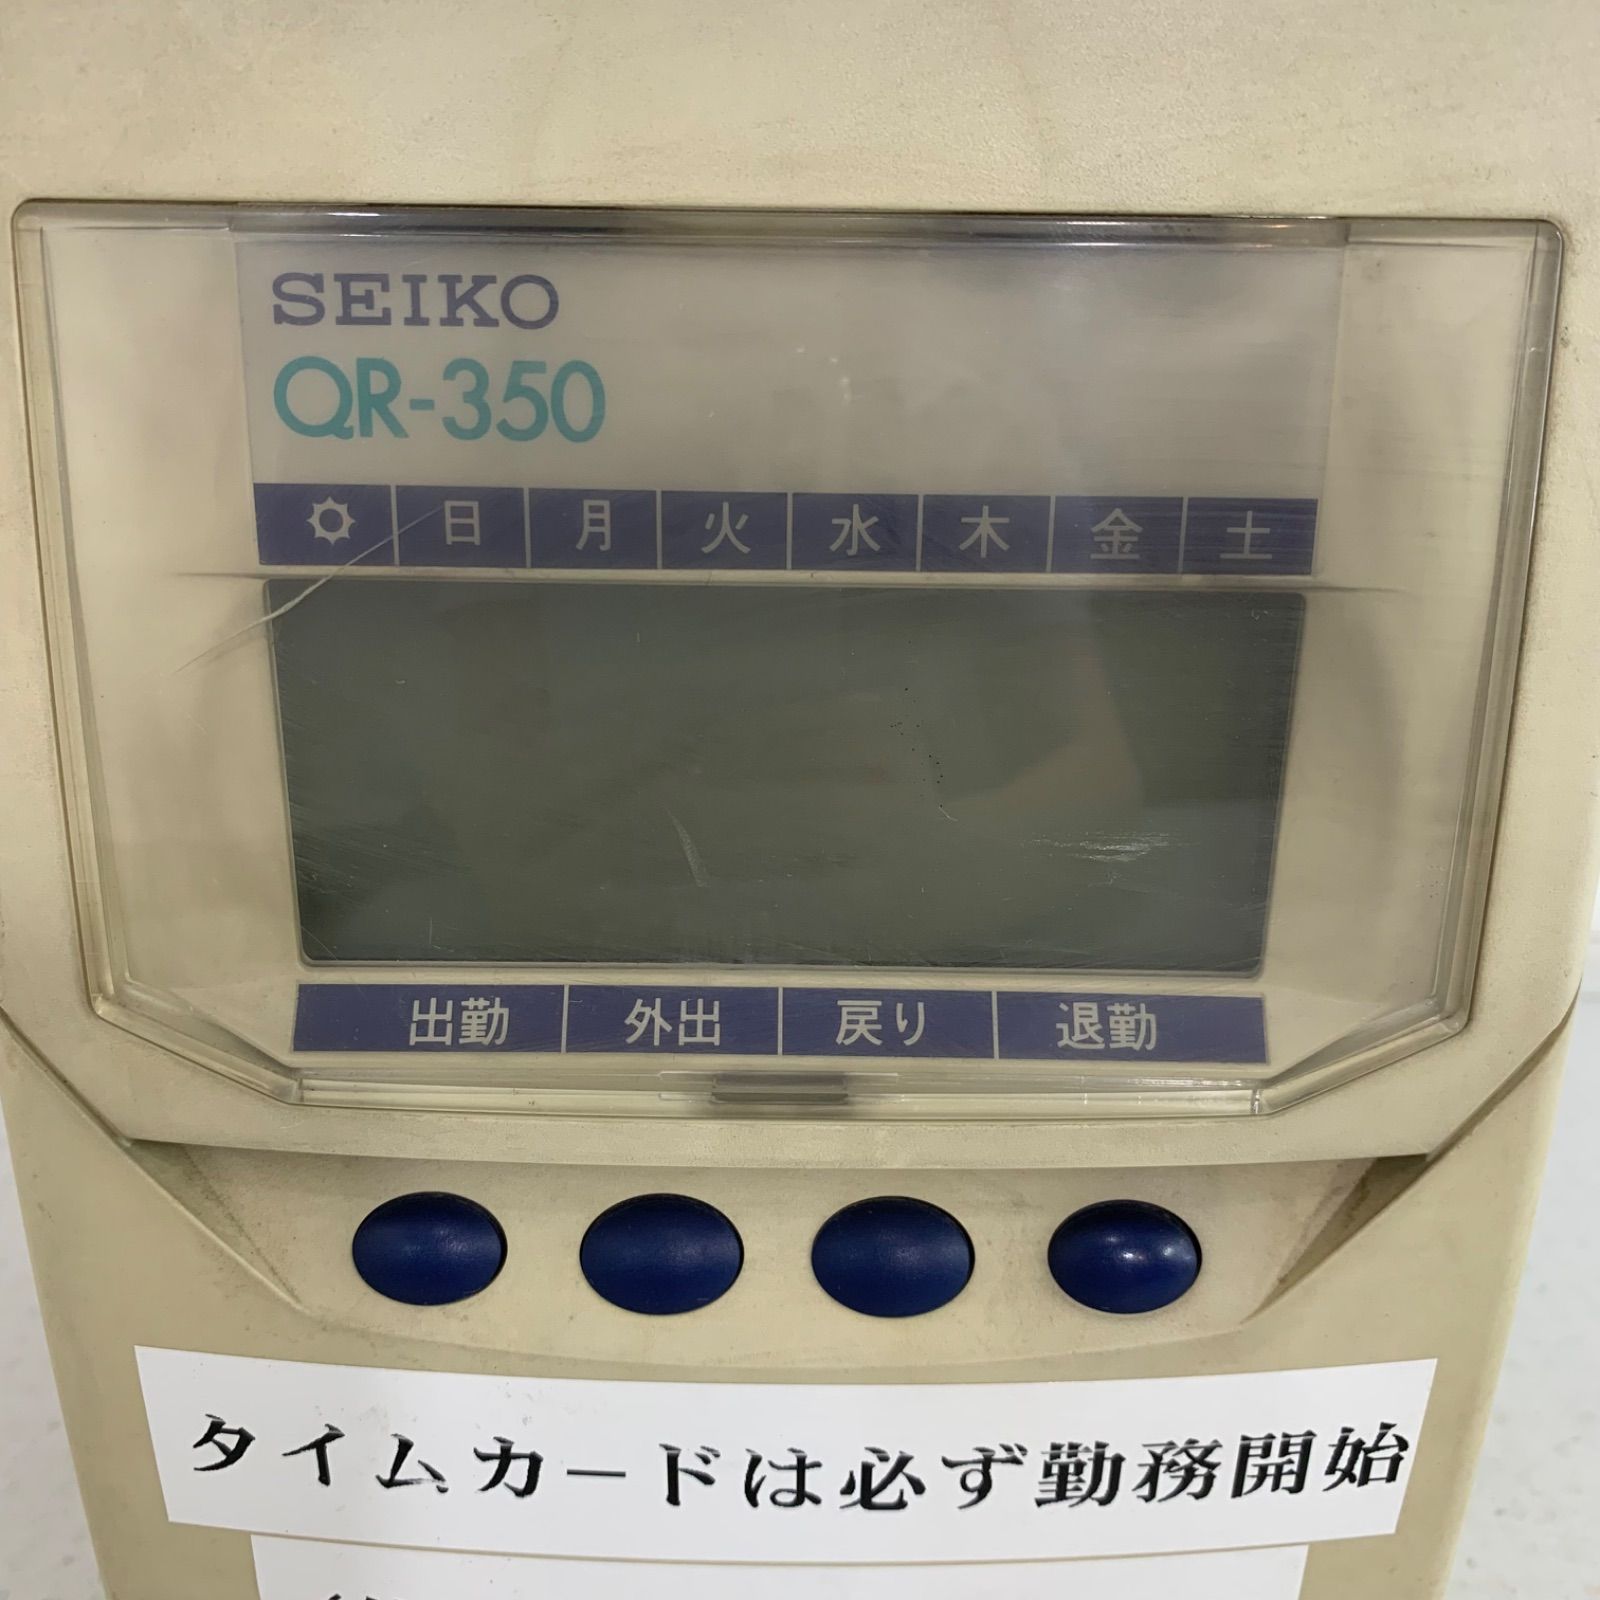 SEIKO
QR-350
日 月 火 水 木 金 土
出勤 外出 戻り 退勤
タイムカードは必ず勤務開始